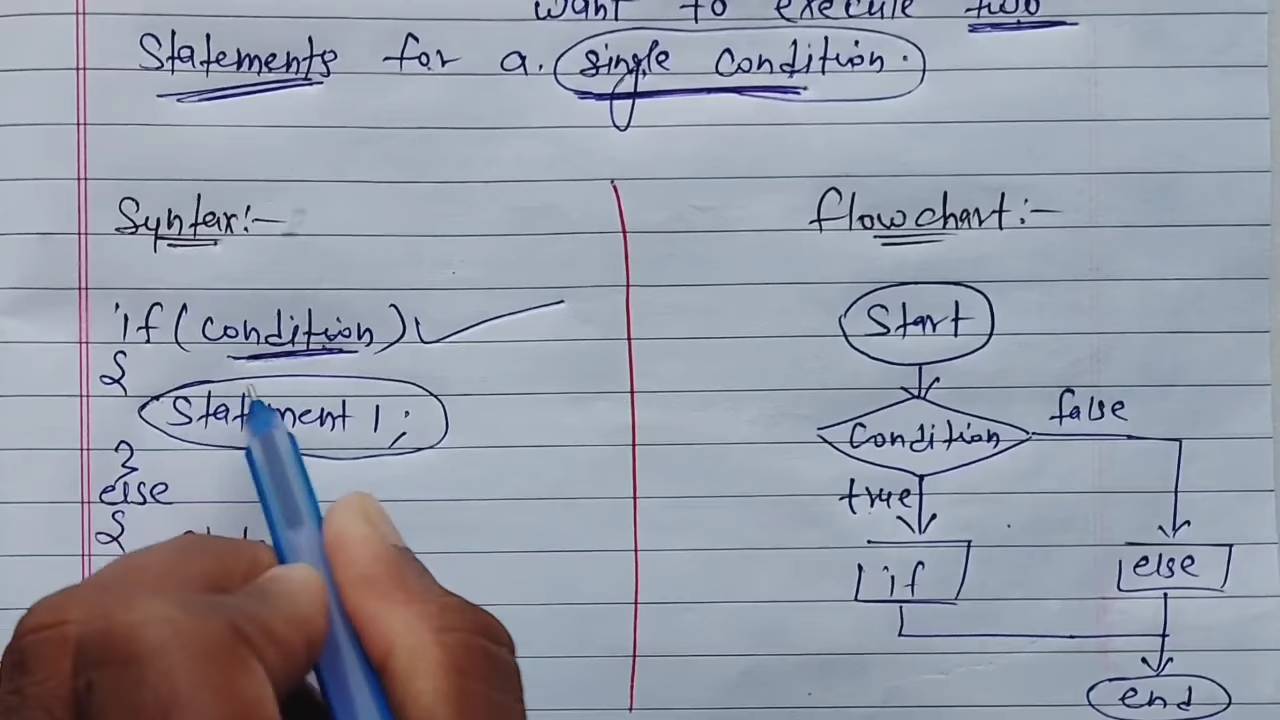 want to execute two
Statements for a single condition.
Syntax:-
if (condition)
{
Statement 1;
}
else
{
flowchart:-
Start
Condition
false
true
if
else
end